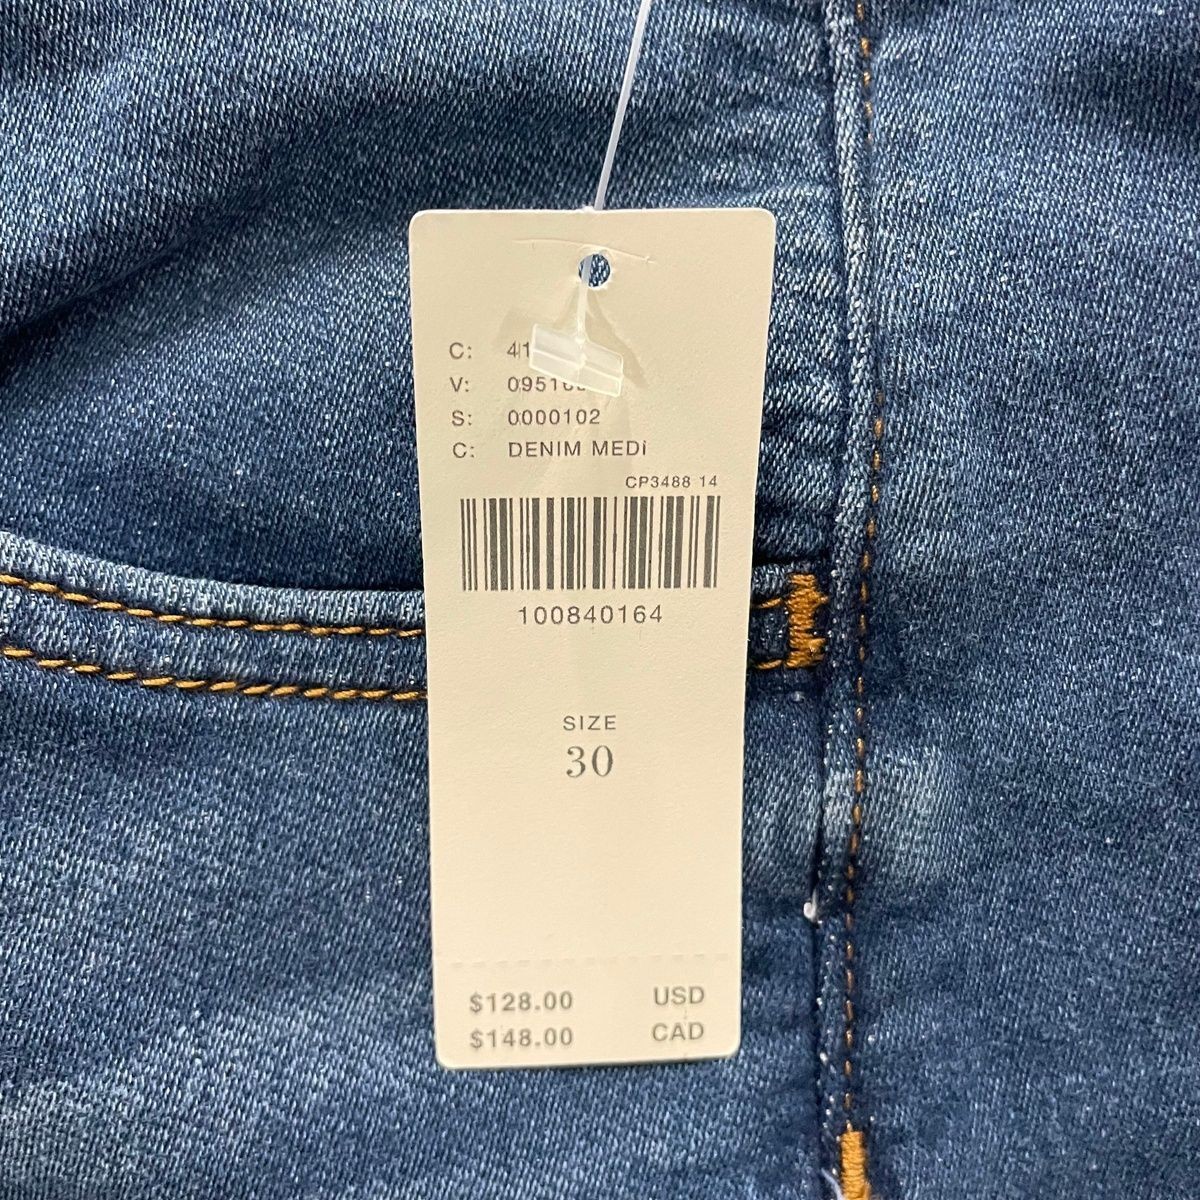 C:
V:
S: 0000102
C: DENIM MEDI
CP3488 14
100840164
SIZE
30
$128.00 USD
$148.00 CAD